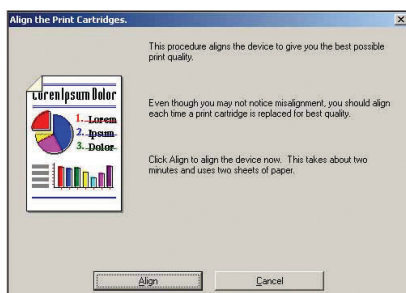 Align the Print Cartridges.
This procedure aligns the device to give you the best possible
print quality.
Lorem Ipsum Dolor
1. Lorem
2. Ipsum
3. Dolor
Even though you may not notice misalignment, you should align
each time a print cartridge is replaced for best quality.
Click Align to align the device now. This takes about two
minutes and uses two sheets of paper.
Align
Cancel